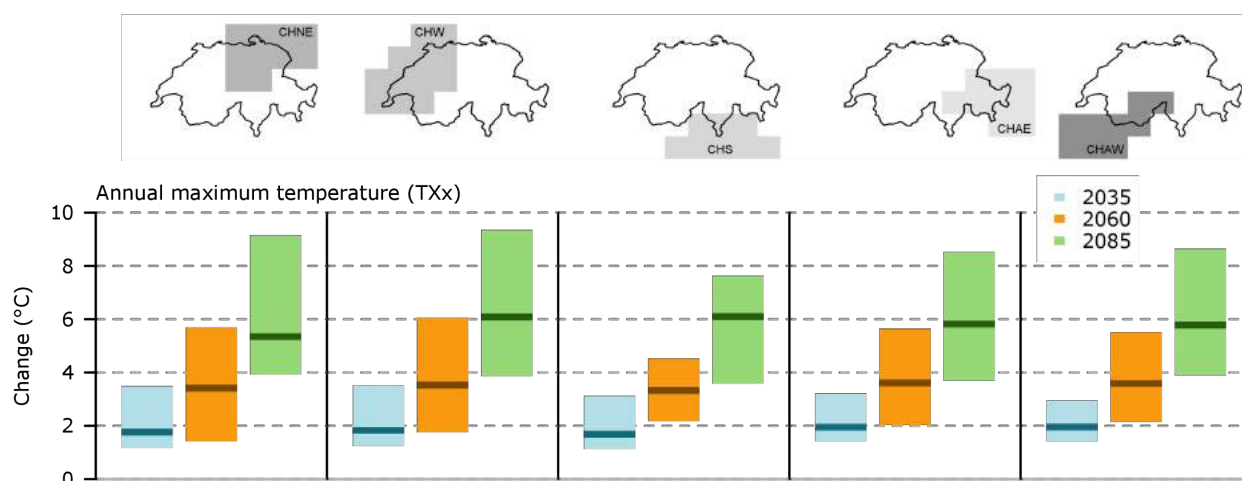 CHNE
CHW
CHS
CHAE
CHAW
Annual maximum temperature (TXx)
2035
2060
2085
Change (°C)
10
8
6
4
2
0